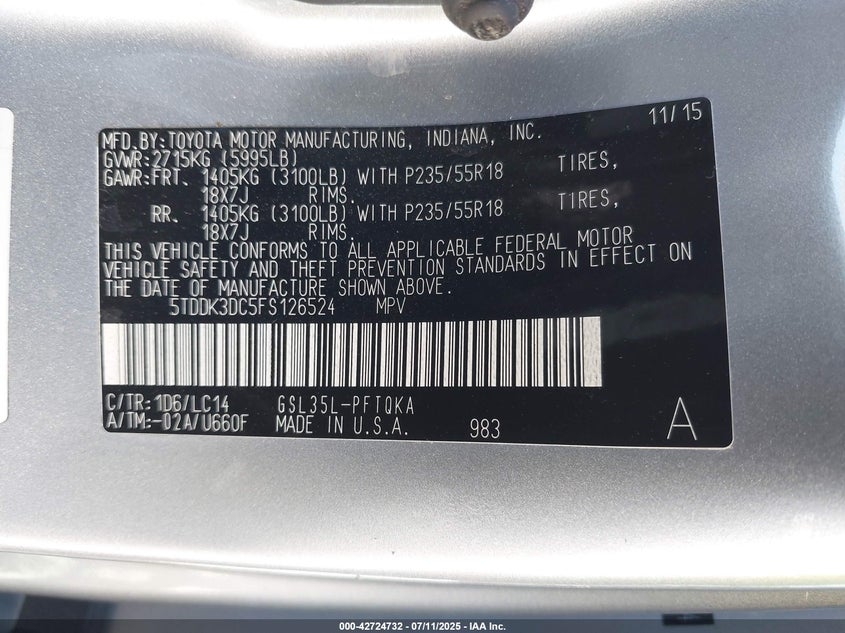 11/15
MFD.BY:TOYOTA MOTOR MANUFACTURING, INDIANA, INC.
GVWR:2715KG (5995LB)
GAWR:FRT. 1405KG (3100LB) WITH P235/55R18 TIRES,
18X7J RIMS.
RR. 1405KG (3100LB) WITH P235/55R18 TIRES,
18X7J RIMS.
THIS VEHICLE CONFORMS TO ALL APPLICABLE FEDERAL MOTOR
VEHICLE SAFETY AND THEFT PREVENTION STANDARDS IN EFFECT ON
THE DATE OF MANUFACTURE SHOWN ABOVE.
5TDDK3DC5FS126524 MPV
C/TR:1D6/LC14 GSL35L-PFTQKA
A/TM:-02A/U660F MADE IN U.S.A. 983 A
000-42724732 - 07/11/2025 - IAA Inc.